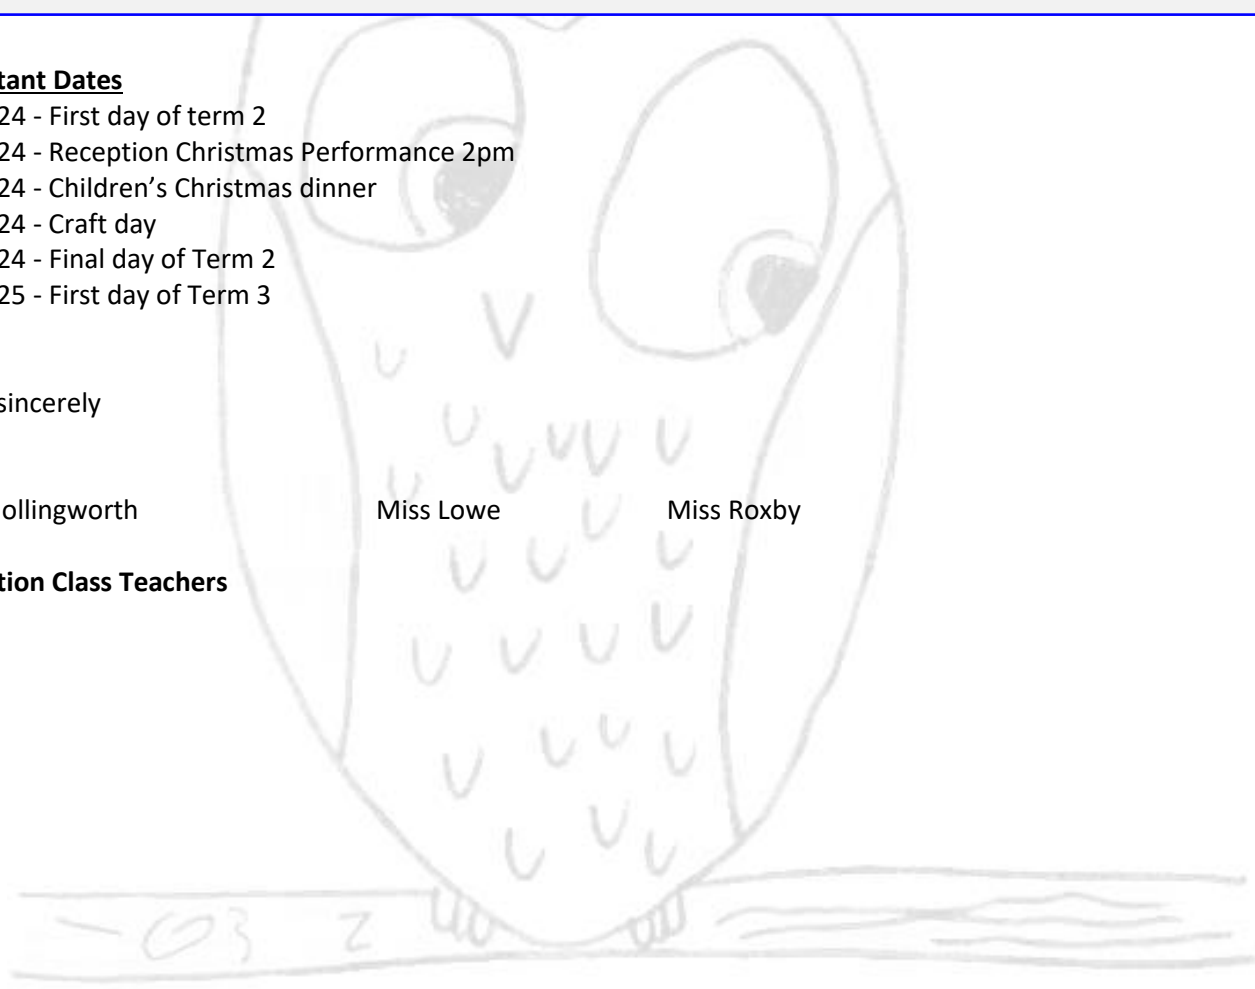 tant Dates
24 - First day of term 2
24 - Reception Christmas Performance 2pm
24 - Children’s Christmas dinner
24 - Craft day
24 - Final day of Term 2
25 - First day of Term 3
sincerely
ollingworth Miss Lowe Miss Roxby
tion Class Teachers